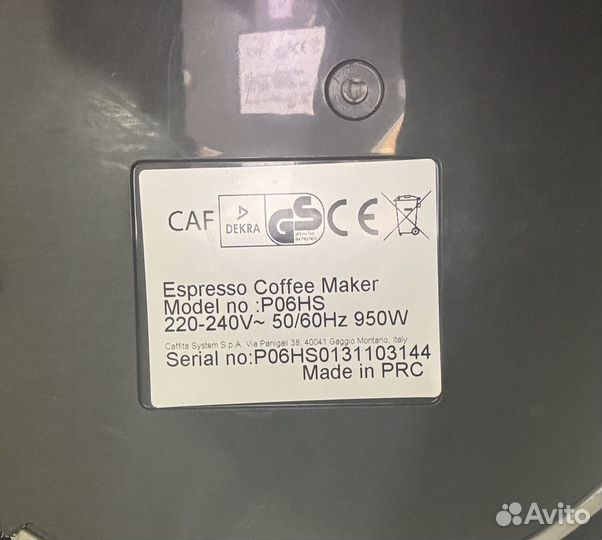 CAF DEKRA GS CE
Espresso Coffee Maker
Model no :P06HS
220-240V~ 50/60Hz 950W
Caffita System S.p.A. Via Panigali 38, 40041 Gaggio Montano, Italy
Serial no:P06HS0131103144
Made in PRC
Avito